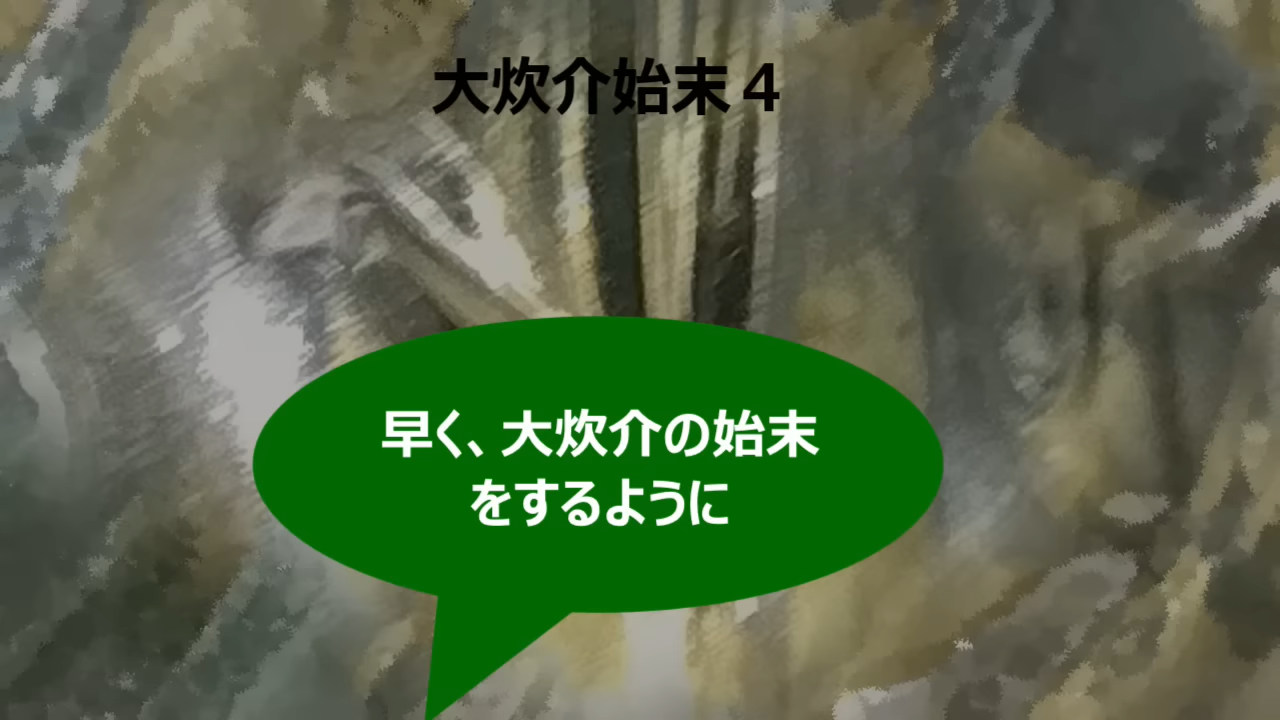 大炊介始末４
早く、大炊介の始末
をするように